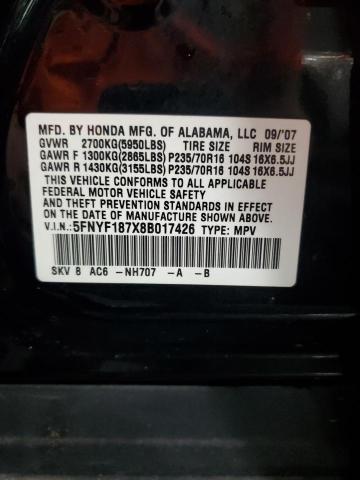 MFD. BY HONDA MFG. OF ALABAMA, LLC 09/'07
GVWR 2700KG(5950LBS) TIRE SIZE RIM SIZE
GAWR F 1300KG(2865LBS) P235/70R16 104S 16X6.5JJ
GAWR R 1430KG(3155LBS) P235/70R16 104S 16X6.5JJ
THIS VEHICLE CONFORMS TO ALL APPLICABLE
FEDERAL MOTOR VEHICLE SAFETY
AND THEFT PREVENTION STANDARDS IN EFFECT
ON THE DATE OF MANUFACTURE SHOWN ABOVE.
V.I.N.: 5FNYF187X8B017426 TYPE: MPV
SKV 8 AC6 -NH707 -A -B